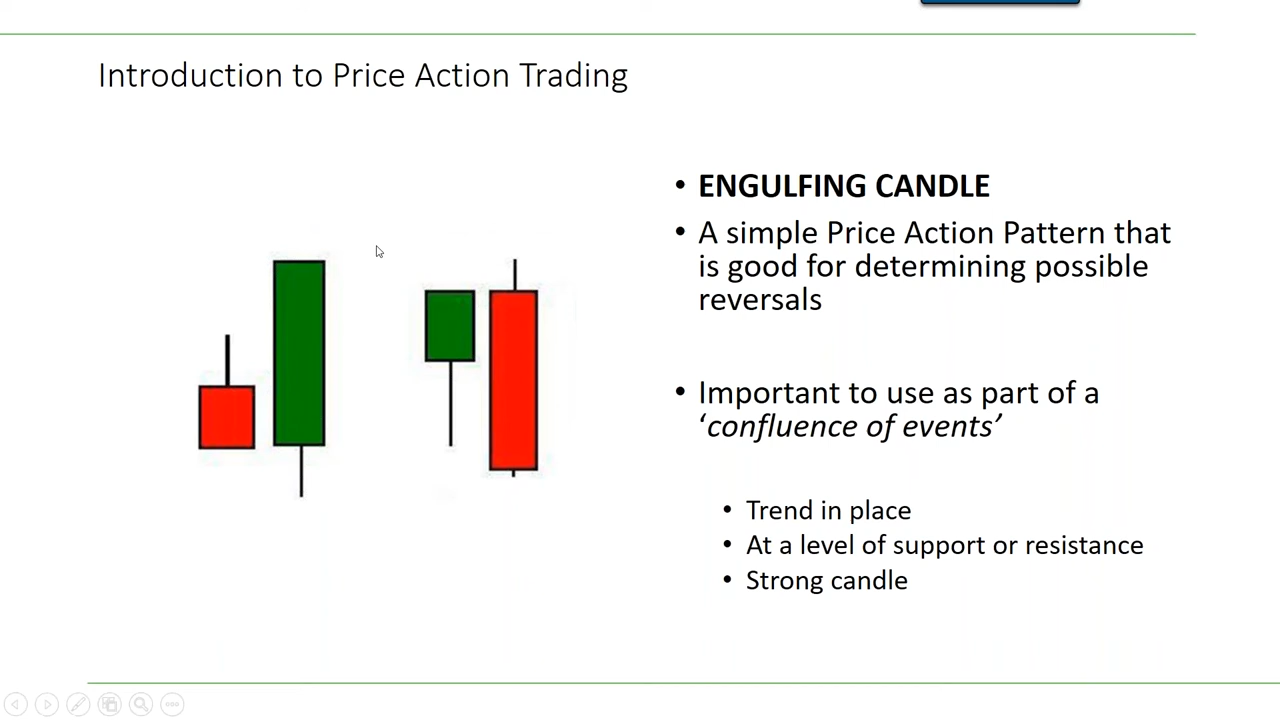 Introduction to Price Action Trading
• ENGULFING CANDLE
• A simple Price Action Pattern that
is good for determining possible
reversals
• Important to use as part of a
‘confluence of events’
• Trend in place
• At a level of support or resistance
• Strong candle